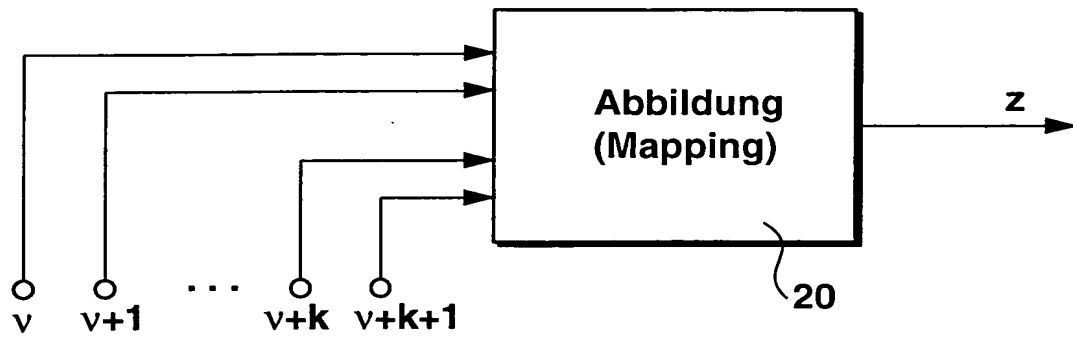 Abbildung
(Mapping)
z
20
ν ν+1 ... ν+k ν+k+1